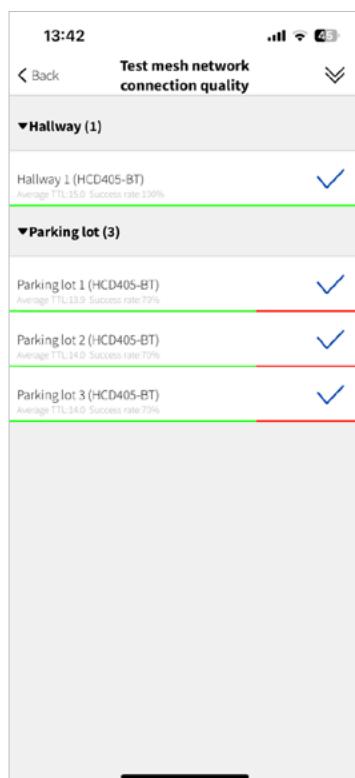 13:42
45
Back
Test mesh network
connection quality
▼Hallway (1)
Hallway 1 (HCD405-BT)
Average TTL:15.0 Success rate:100%
▼Parking lot (3)
Parking lot 1 (HCD405-BT)
Average TTL:13.9 Success rate:70%
Parking lot 2 (HCD405-BT)
Average TTL:14.0 Success rate:70%
Parking lot 3 (HCD405-BT)
Average TTL:14.0 Success rate:70%